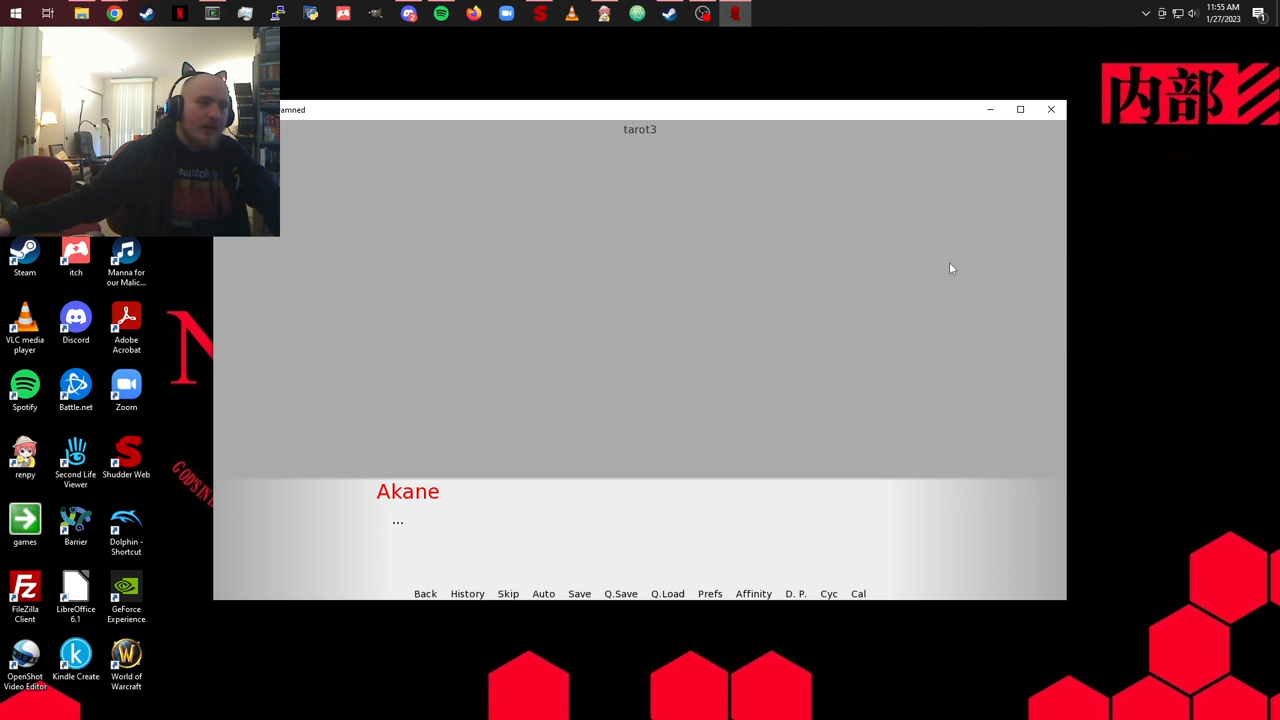 11:55 AM
1/27/2023
amned
内部
tarot3
Steam
itch
Manna for
our Malic...
VLC media
player
Discord
Adobe
Acrobat
N
Spotify
Battle.net
Zoom
renpy
Second Life
Viewer
Shudder Web
GOD'S IN
Akane
...
games
Barrier
Dolphin -
Shortcut
FileZilla
Client
LibreOffice
6.1
GeForce
Experience
Back History Skip Auto Save Q.Save Q.Load Prefs Affinity D. P. Cyc Cal
OpenShot
Video Editor
Kindle Create
World of
Warcraft